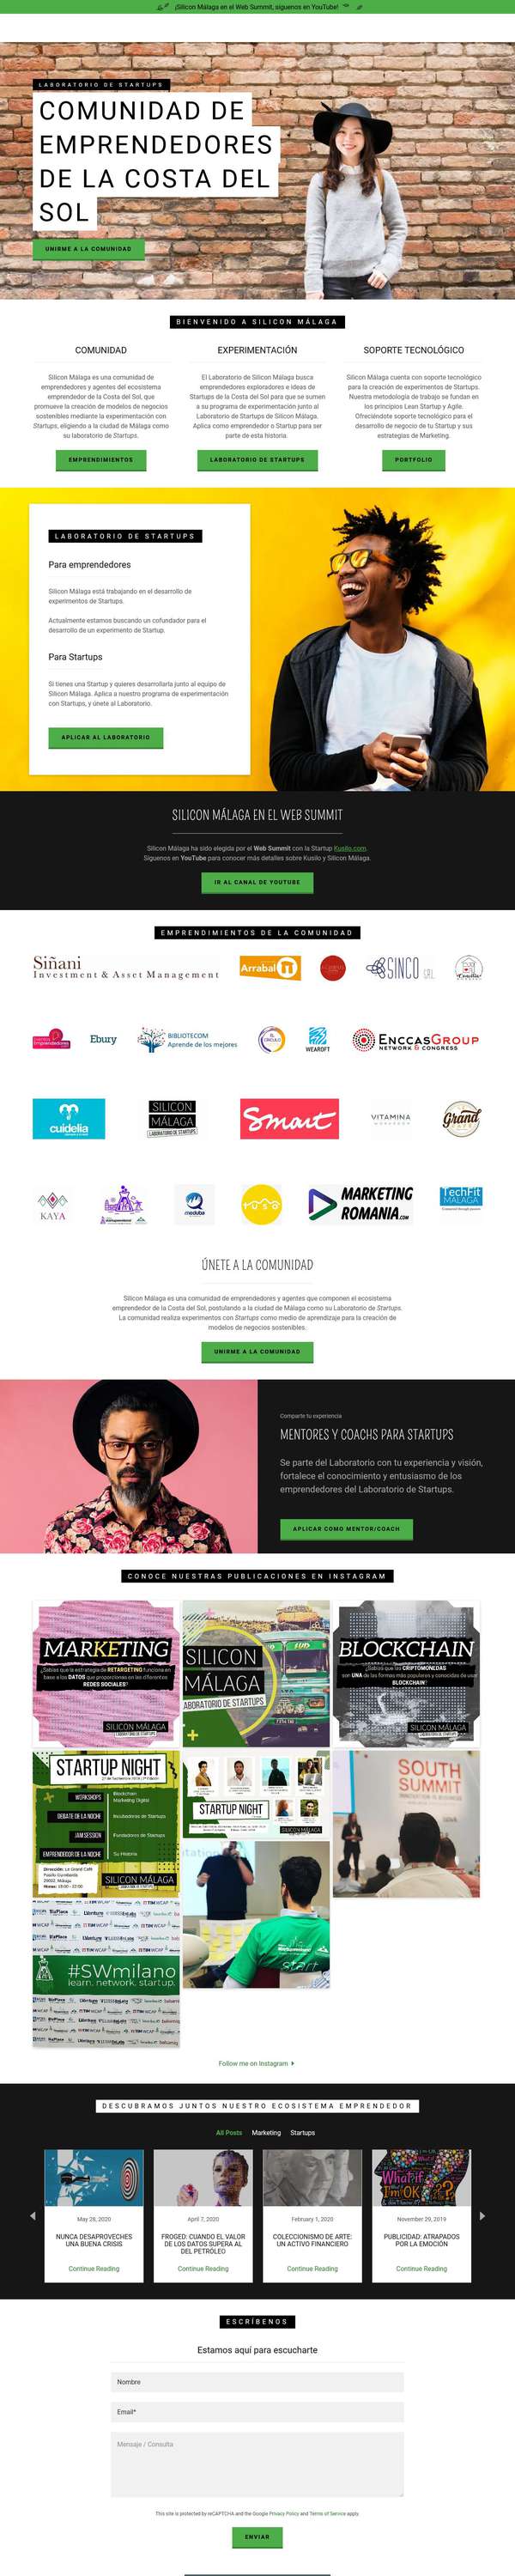 ¡Silicon Málaga en el Web Summit, síguenos en YouTube!
LABORATORIO DE STARTUPS
COMUNIDAD DE
EMPRENDEDORES
DE LA COSTA DEL
SOL
UNIRME A LA COMUNIDAD
BIENVENIDO A SILICON MÁLAGA
COMUNIDAD
Silicon Málaga es una comunidad de
emprendedores y agentes del ecosistema
emprendedor de la Costa del Sol, que
promueve la creación de modelos de negocios
sostenibles mediante la experimentación con
Startups, eligiendo a la ciudad de Málaga como
su laboratorio de Startups.
EMPRENDIMIENTOS
EXPERIMENTACIÓN
El Laboratorio de Silicon Málaga busca
emprendedores exploradores e ideas de
Startups de la Costa del Sol para que se sumen
a su programa de experimentación junto al
Laboratorio de Startups de Silicon Málaga.
Aplica como emprendedor o Startup para ser
parte de esta historia.
LABORATORIO DE STARTUPS
SOPORTE TECNOLÓGICO
Silicon Málaga cuenta con soporte tecnológico
para la creación de experimentos de Startups.
Nuestra metodología de trabajo se fundan en
los principios Lean Startup y Agile.
Ofreciéndote soporte tecnológico para el
desarrollo de negocio de tu Startup y sus
estrategias de Marketing.
PORTFOLIO
LABORATORIO DE STARTUPS
Para emprendedores
Silicon Málaga está trabajando en el desarrollo de
experimentos de Startups.
Actualmente estamos buscando un cofundador para el
desarrollo de un experimento de Startup.
Para Startups
Si tienes una Startup y quieres desarrollarla junto al equipo de
Silicon Málaga. Aplica a nuestro programa de experimentación
con Startups, y únete al Laboratorio.
APLICAR AL LABORATORIO
SILICON MÁLAGA EN EL WEB SUMMIT
Silicon Málaga ha sido elegida por el Web Summit con la Startup Kusilo.com.
Síguenos en YouTube para conocer más detalles sobre Kusilo y Silicon Málaga.
IR AL CANAL DE YOUTUBE
EMPRENDIMIENTOS DE LA COMUNIDAD
Siñani
Investment & Asset Management
Arrabal
SINCO
Emprendedores
Ebury
BIBLIOTECOM
Aprende de los mejores
EL CÍRCULO
WEAROFT
ENCCASGROUP
NETWORK & CONGRESS
cuidelia
SILICON
MÁLAGA
LABORATORIO DE STARTUPS
Smart
VITAMINA
Grand
KAYA
meduba
MARKETING
ROMANIA.COM
TechFit
MALAGA
ÚNETE A LA COMUNIDAD
Silicon Málaga es una comunidad de emprendedores y agentes que componen el ecosistema
emprendedor de la Costa del Sol, postulando a la ciudad de Málaga como su Laboratorio de Startups.
La comunidad realiza experimentos con Startups como medio de aprendizaje para la creación de
modelos de negocios sostenibles.
UNIRME A LA COMUNIDAD
Comparte tu experiencia
MENTORES Y COACHS PARA STARTUPS
Se parte del Laboratorio con tu experiencia y visión,
fortalece el conocimiento y entusiasmo de los
emprendedores del Laboratorio de Startups.
APLICAR COMO MENTOR/COACH
CONOCE NUESTRAS PUBLICACIONES EN INSTAGRAM
MARKETING
¿Sabías que la estrategia de RETARGETING funciona en
base a los DATOS que proporcionas en las diferentes
REDES SOCIALES?
SILICON MÁLAGA
SILICON
MÁLAGA
LABORATORIO DE STARTUPS
BLOCKCHAIN
¿Sabías que las CRIPTOMONEDAS
son UNA de las formas más populares y conocidas de usar
BLOCKCHAIN?
SILICON MÁLAGA
STARTUP NIGHT
WORKSHOPS
Blockchain
Marketing Digital
DEBATE DE LA NOCHE
Incubadoras de Startups
JAM SESSION
Fundadores de Startups
EMPRENDEDOR DE LA NOCHE
Su Historia
Dirección: Le Grand Café
SILICON MÁLAGA
STARTUP NIGHT
SILICON MÁLAGA
SOUTH
SUMMIT
start
#SWmilano
learn. network. startup.
Follow me on Instagram
DESCUBRAMOS JUNTOS NUESTRO ECOSISTEMA EMPRENDEDOR
All Posts Marketing Startups
May 26, 2020
NUNCA DESAPROVECHES
UNA BUENA CRISIS
Continue Reading
April 7, 2020
FROGED: CUANDO EL VALOR
DE LOS DATOS SUPERA AL
DEL PETRÓLEO
Continue Reading
February 1, 2020
COLECCIONISMO DE ARTE:
UN ACTIVO FINANCIERO
Continue Reading
What if
I'm OK
?
November 29, 2019
PUBLICIDAD: ATRAPADOS
POR LA EMOCIÓN
Continue Reading
ESCRÍBENOS
Estamos aquí para escucharte
Nombre
Email*
Mensaje / Consulta
This site is protected by reCAPTCHA and the Google Privacy Policy and Terms of Service apply.
ENVIAR